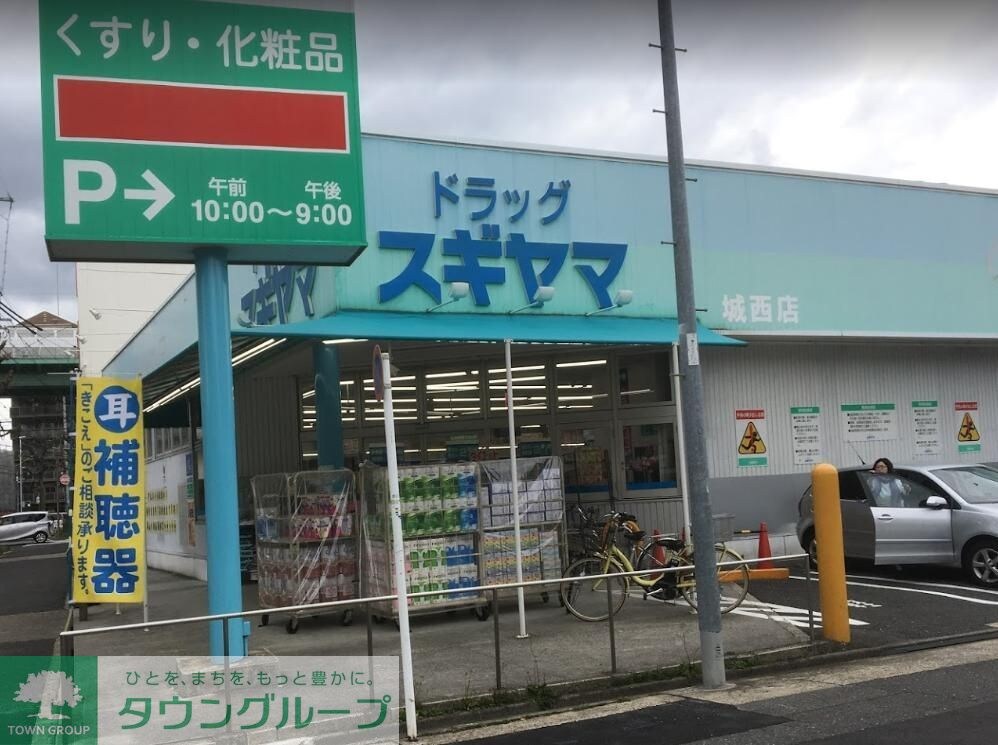 くすり・化粧品
P→
午前 午後
10:00～9:00
ドラッグ
スギヤマ
スギヤマ
城西店
耳
補聴器
「きこえ」のご相談承ります。
ひとを、まちを、もっと豊かに。
タウングループ
TOWN GROUP